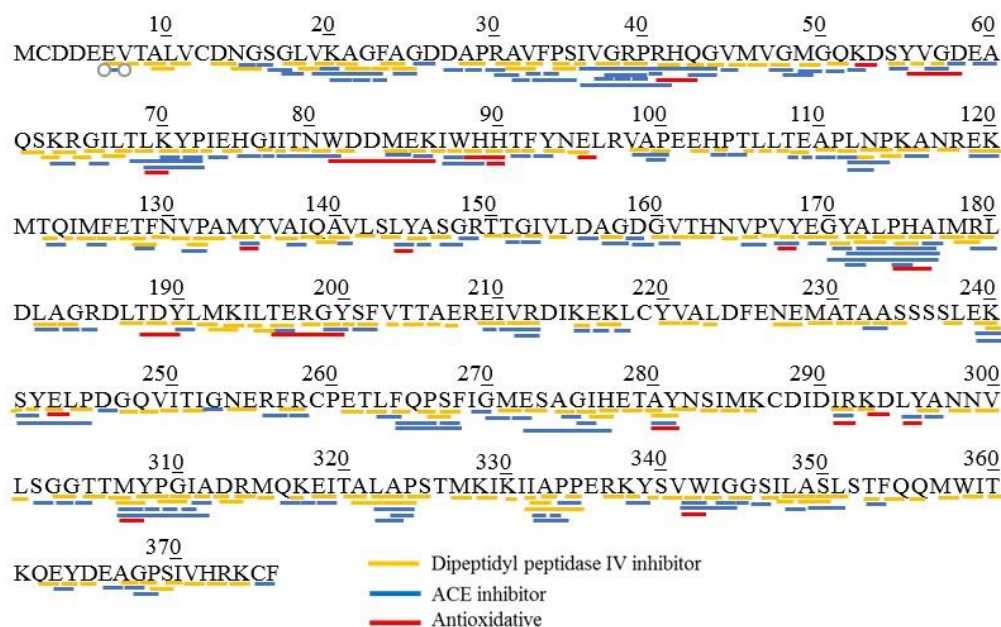 10 20 30 40 50 60
MCDDEEVTALVCDNGSGLVKAGFAGDDAPRAVFPSIVGRPRHQGVMVGMGQKDSYVGDEA
70 80 90 100 110 120
QSKRGILTLKYPIEHGIITNWDDMEKIWHHTFYNELRVAPEEHPTLLTEAPLNPKANREK
130 140 150 160 170 180
MTQIMFETFNVPAMYVAIQAVLSLYASGRTTGIVLDAGDGVTHNVPVYEGYALPHAIMRL
190 200 210 220 230 240
DLAGRDLTDYLMKILTERGYSFVTTAEREIVRDIKEKLCYVALDFENEMATAASSSSLEK
250 260 270 280 290 300
SYELPDGQVITIGNERFRCPETLFQPSFIGMESAGIHETAYNSIMKCDIDIRKDLYANNV
310 320 330 340 350 360
LSGGTTMYPGIADRMQKEITALAPSTMKIKIIAPPERKYSVWIGGSILASLSTFQQMWIT
370
KQEYDEAGPSIVHRKCF
Dipeptidyl peptidase IV inhibitor
ACE inhibitor
Antioxidative